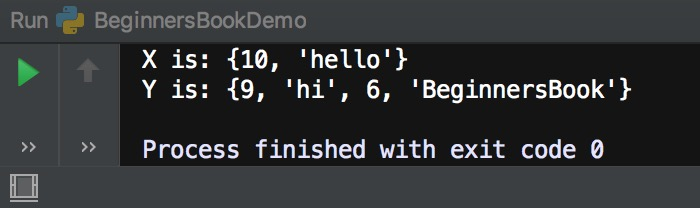 Run BeginnersBookDemo
X is: {10, 'hello'}
Y is: {9, 'hi', 6, 'BeginnersBook'}
Process finished with exit code 0